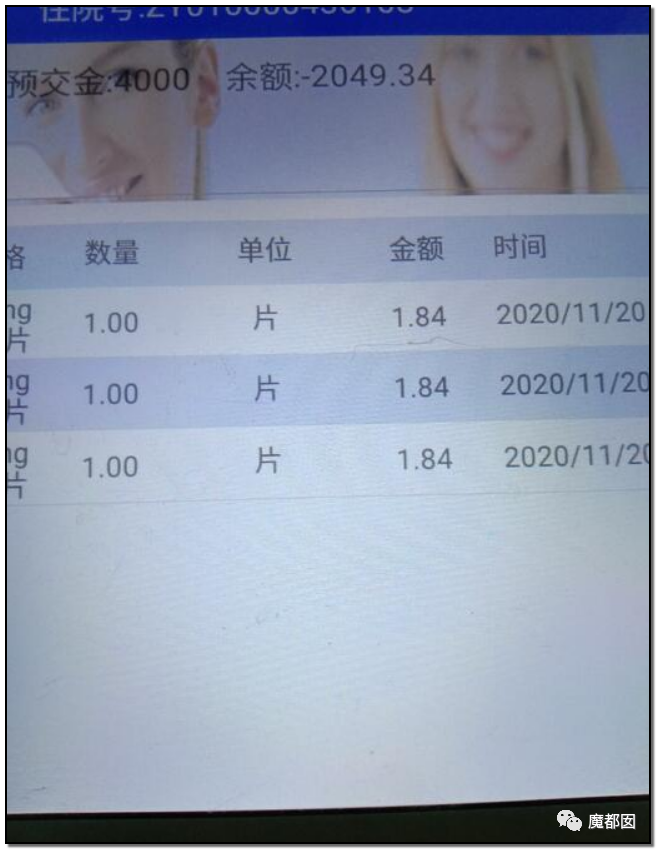 住院号:ZY010000450105
预交金:4000 余额:-2049.34
格 数量 单位 金额 时间
ng 1.00 片 1.84 2020/11/20
片
ng 1.00 片 1.84 2020/11/20
片
ng 1.00 片 1.84 2020/11/20
片
魔都囡